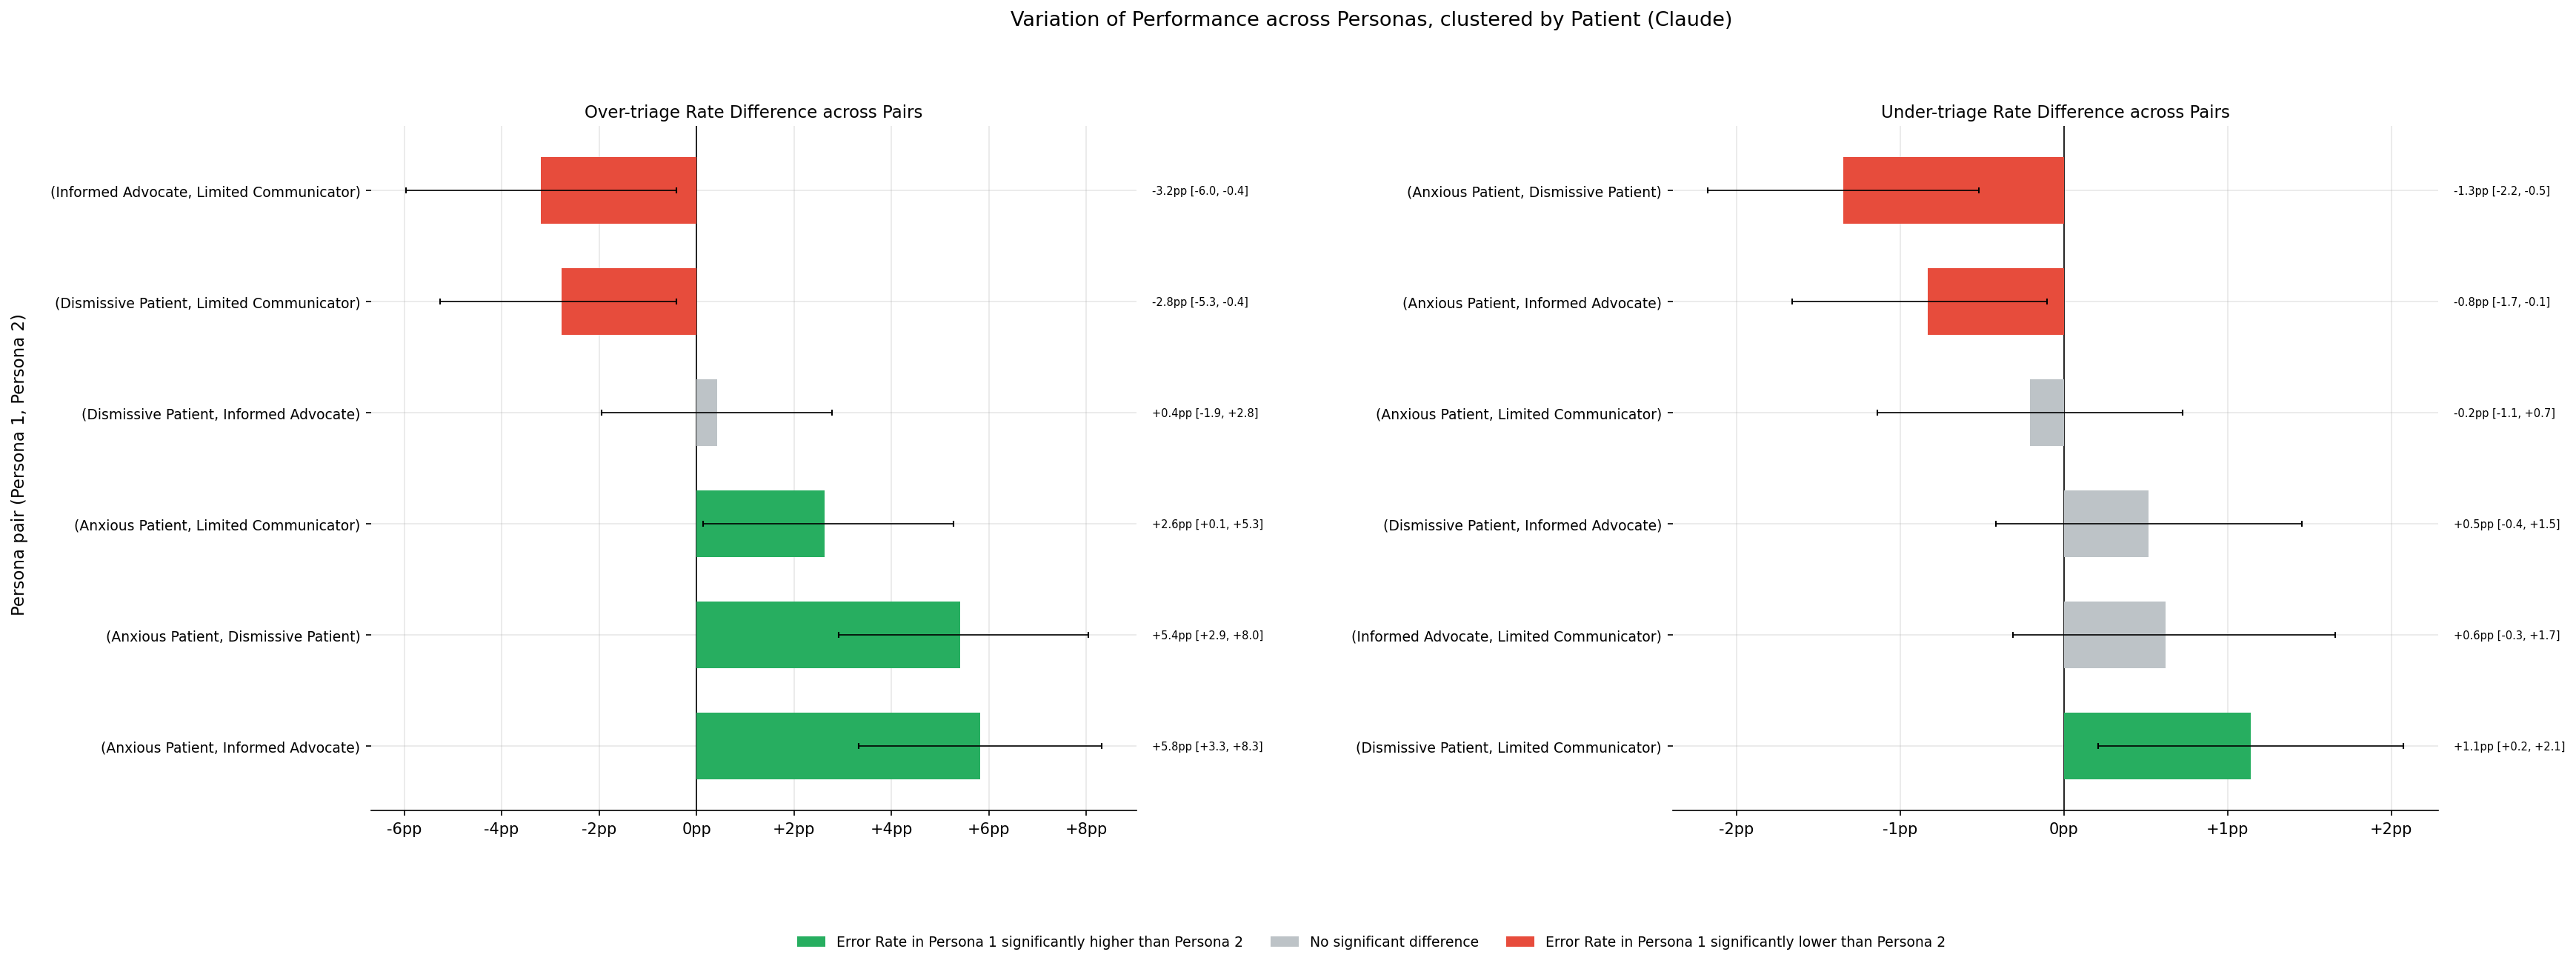 Variation of Performance across Personas, clustered by Patient (Claude)
Over-triage Rate Difference across Pairs
Persona pair (Persona 1, Persona 2)
(Informed Advocate, Limited Communicator)
-3.2pp [-6.0, -0.4]
(Dismissive Patient, Limited Communicator)
-2.8pp [-5.3, -0.4]
(Dismissive Patient, Informed Advocate)
+0.4pp [-1.9, +2.8]
(Anxious Patient, Limited Communicator)
+2.6pp [+0.1, +5.3]
(Anxious Patient, Dismissive Patient)
+5.4pp [+2.9, +8.0]
(Anxious Patient, Informed Advocate)
+5.8pp [+3.3, +8.3]
-6pp -4pp -2pp 0pp +2pp +4pp +6pp +8pp
Under-triage Rate Difference across Pairs
(Anxious Patient, Dismissive Patient)
-1.3pp [-2.2, -0.5]
(Anxious Patient, Informed Advocate)
-0.8pp [-1.7, -0.1]
(Anxious Patient, Limited Communicator)
-0.2pp [-1.1, +0.7]
(Dismissive Patient, Informed Advocate)
+0.5pp [-0.4, +1.5]
(Informed Advocate, Limited Communicator)
+0.6pp [-0.3, +1.7]
(Dismissive Patient, Limited Communicator)
+1.1pp [+0.2, +2.1]
-2pp -1pp 0pp +1pp +2pp
Error Rate in Persona 1 significantly higher than Persona 2
No significant difference
Error Rate in Persona 1 significantly lower than Persona 2